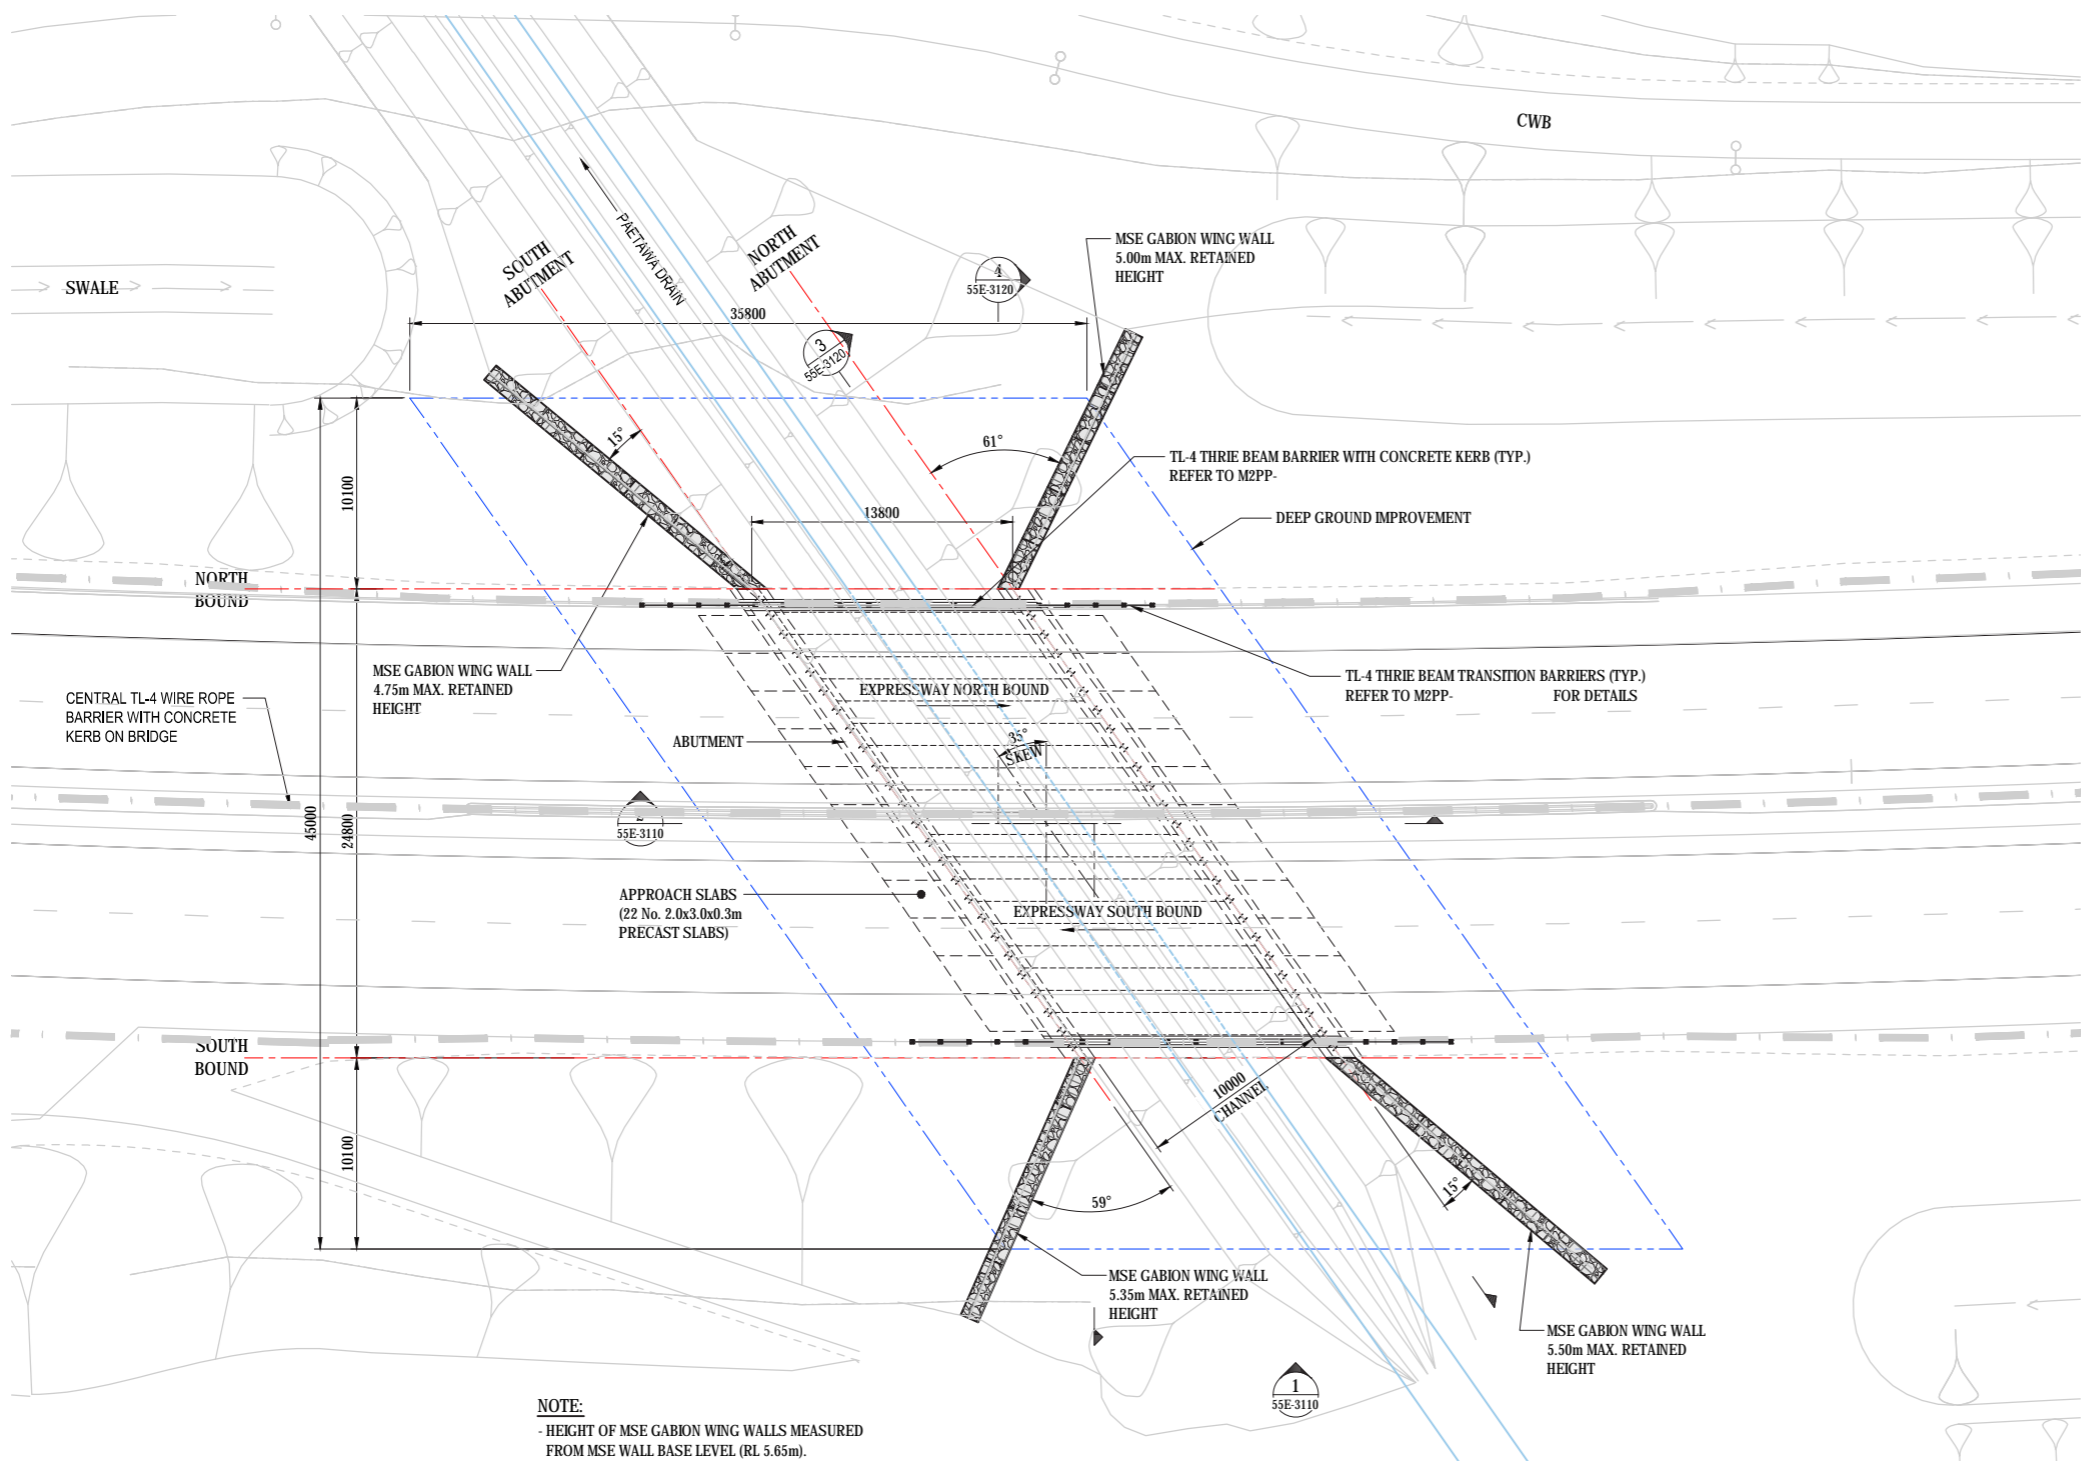 CWB
SOUTH
ABUTMENT
PAETAWA DRAIN
NORTH
ABUTMENT
MSE GABION WING WALL
5.00m MAX. RETAINED
HEIGHT
4
55E-3120
SWALE
35800
3
55E-3120
15°
61°
TL-4 THRIE BEAM BARRIER WITH CONCRETE KERB (TYP.)
REFER TO M2PP-
10100
13800
DEEP GROUND IMPROVEMENT
NORTH
BOUND
MSE GABION WING WALL
4.75m MAX. RETAINED
HEIGHT
EXPRESSWAY NORTH BOUND
TL-4 THRIE BEAM TRANSITION BARRIERS (TYP.)
REFER TO M2PP- FOR DETAILS
CENTRAL TL-4 WIRE ROPE
BARRIER WITH CONCRETE
KERB ON BRIDGE
ABUTMENT
35°
SKEW
45000
24800
55E-3110
APPROACH SLABS
(22 No. 2.0x3.0x0.3m
PRECAST SLABS)
EXPRESSWAY SOUTH BOUND
SOUTH
BOUND
10000
CHANNEL
10100
59°
15°
MSE GABION WING WALL
5.35m MAX. RETAINED
HEIGHT
MSE GABION WING WALL
5.50m MAX. RETAINED
HEIGHT
1
55E-3110
NOTE:
- HEIGHT OF MSE GABION WING WALLS MEASURED
FROM MSE WALL BASE LEVEL (RL 5.65m).